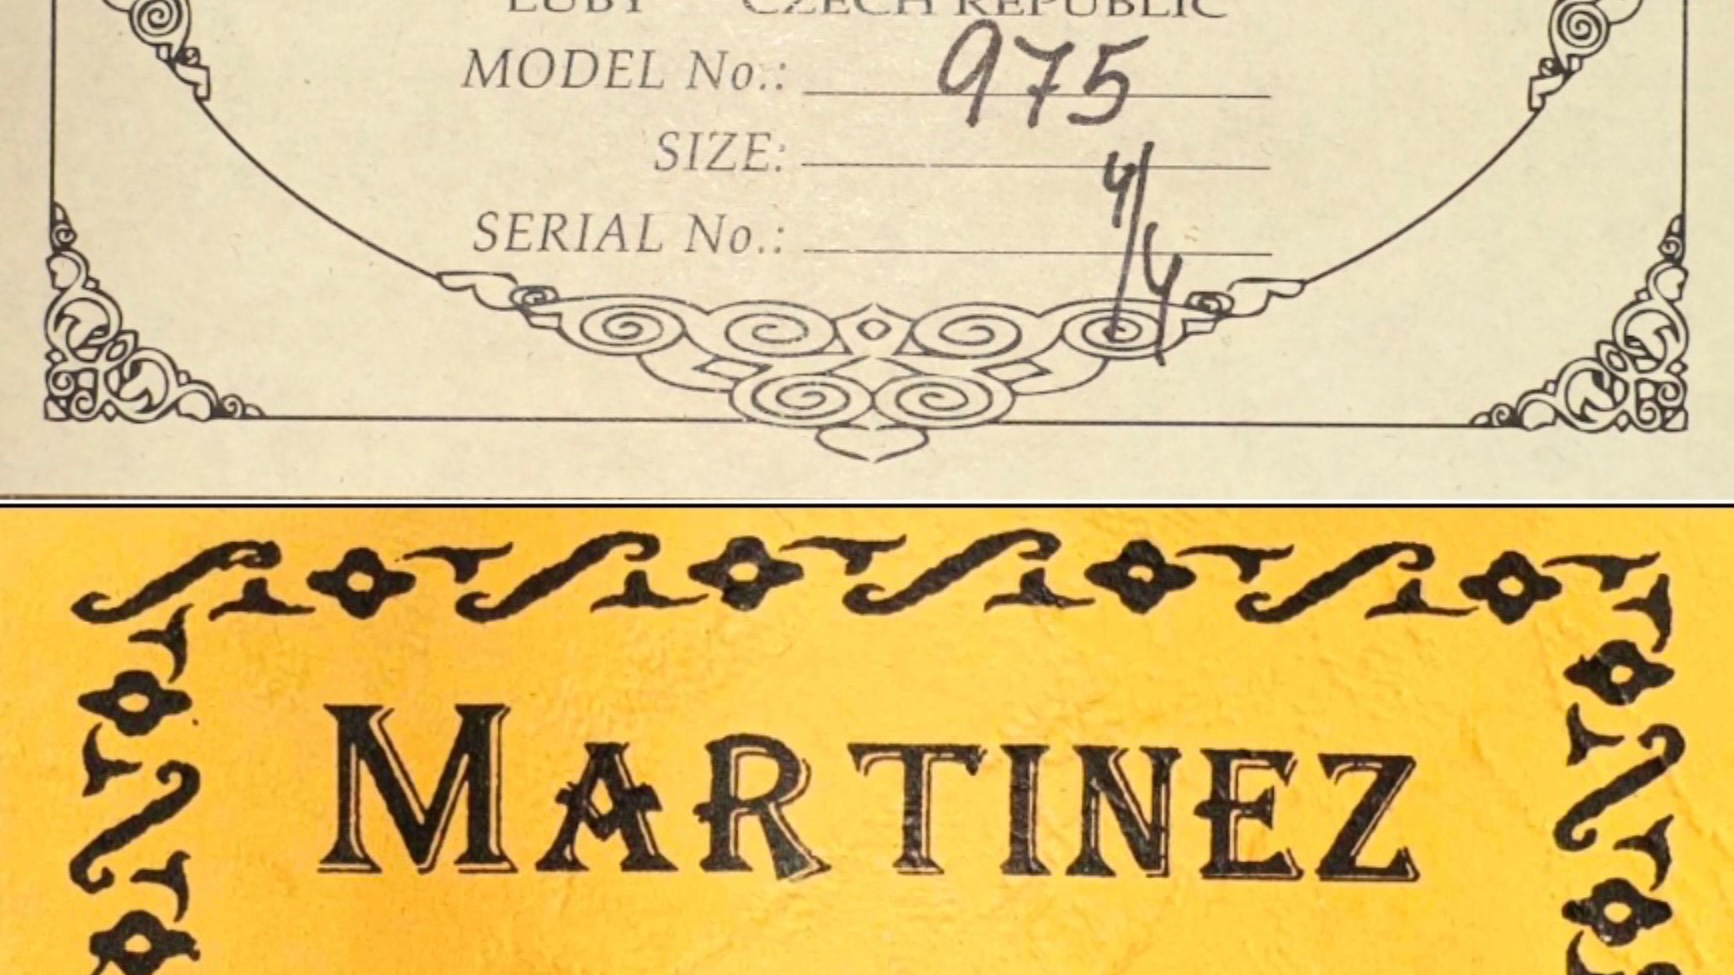 LUBY CZECH REPUBLIC
MODEL No.: 975
SIZE: 4/4
SERIAL No.:
MARTINEZ